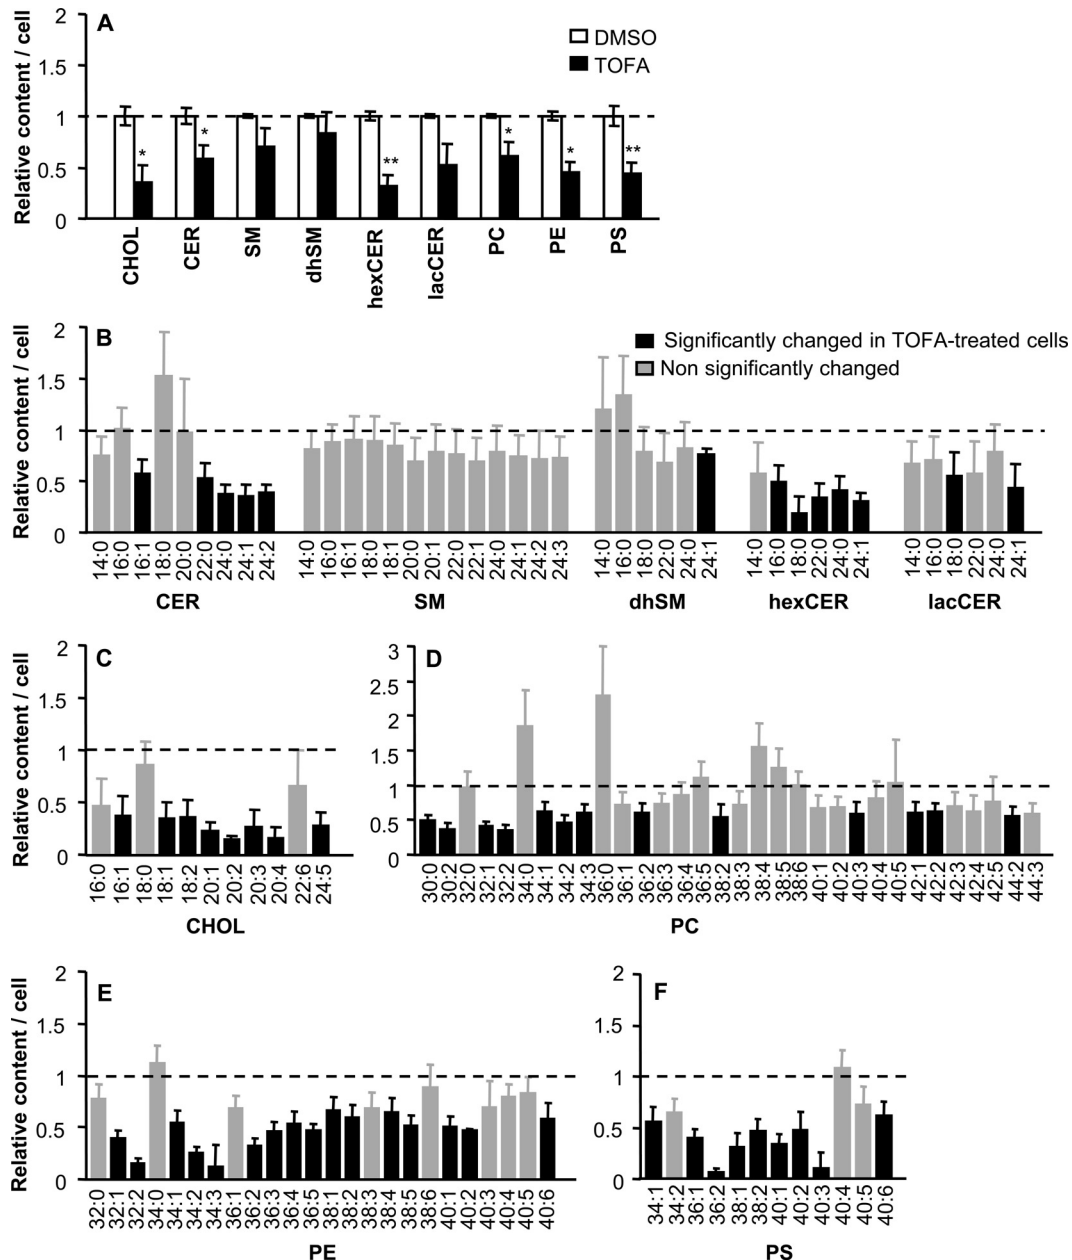 A
Relative content / cell
2
1
0.5
0
DMSO
TOFA
* * ** * * **
CHOL CER SM dhSM hexCER lacCER PC PE PS
B
Relative content / cell
2
1.5
1
0.5
0
Significantly changed in TOFA-treated cells
Non significantly changed
14:0 16:0 16:1 18:0 20:0 22:0 24:0 24:1 24:2
CER
14:0 16:0 16:1 18:0 18:1 20:0 20:1 22:0 22:1 24:0 24:1 24:2 24:3
SM
14:0 16:0 18:0 22:0 24:0 24:1
dhSM
14:0 16:0 18:0 22:0 24:0 24:1
hexCER
14:0 16:0 18:0 22:0 24:0 24:1
lacCER
C
Relative content / cell
2
1.5
1
0.5
0
16:0 16:1 18:0 18:1 18:2 20:1 20:2 20:3 20:4 22:6 24:5
CHOL
D
3
2.5
2
1.5
1
0.5
0
30:0 30:2 32:0 32:1 32:2 34:0 34:1 34:2 34:3 36:0 36:1 36:2 36:3 36:4 36:5 38:2 38:3 38:4 38:5 38:6 40:1 40:2 40:3 40:4 40:5 42:1 42:2 42:3 42:4 42:5 44:2 44:3
PC
E
Relative content / cell
2
1.5
1
0.5
0
32:0 32:1 32:2 34:0 34:1 34:2 34:3 36:1 36:2 36:3 36:4 36:5 38:1 38:2 38:3 38:4 38:5 38:6 40:1 40:2 40:3 40:4 40:5 40:6
PE
F
2
1.5
1
0.5
0
34:1 34:2 36:1 36:2 38:1 38:2 40:1 40:2 40:3 40:4 40:5 40:6
PS